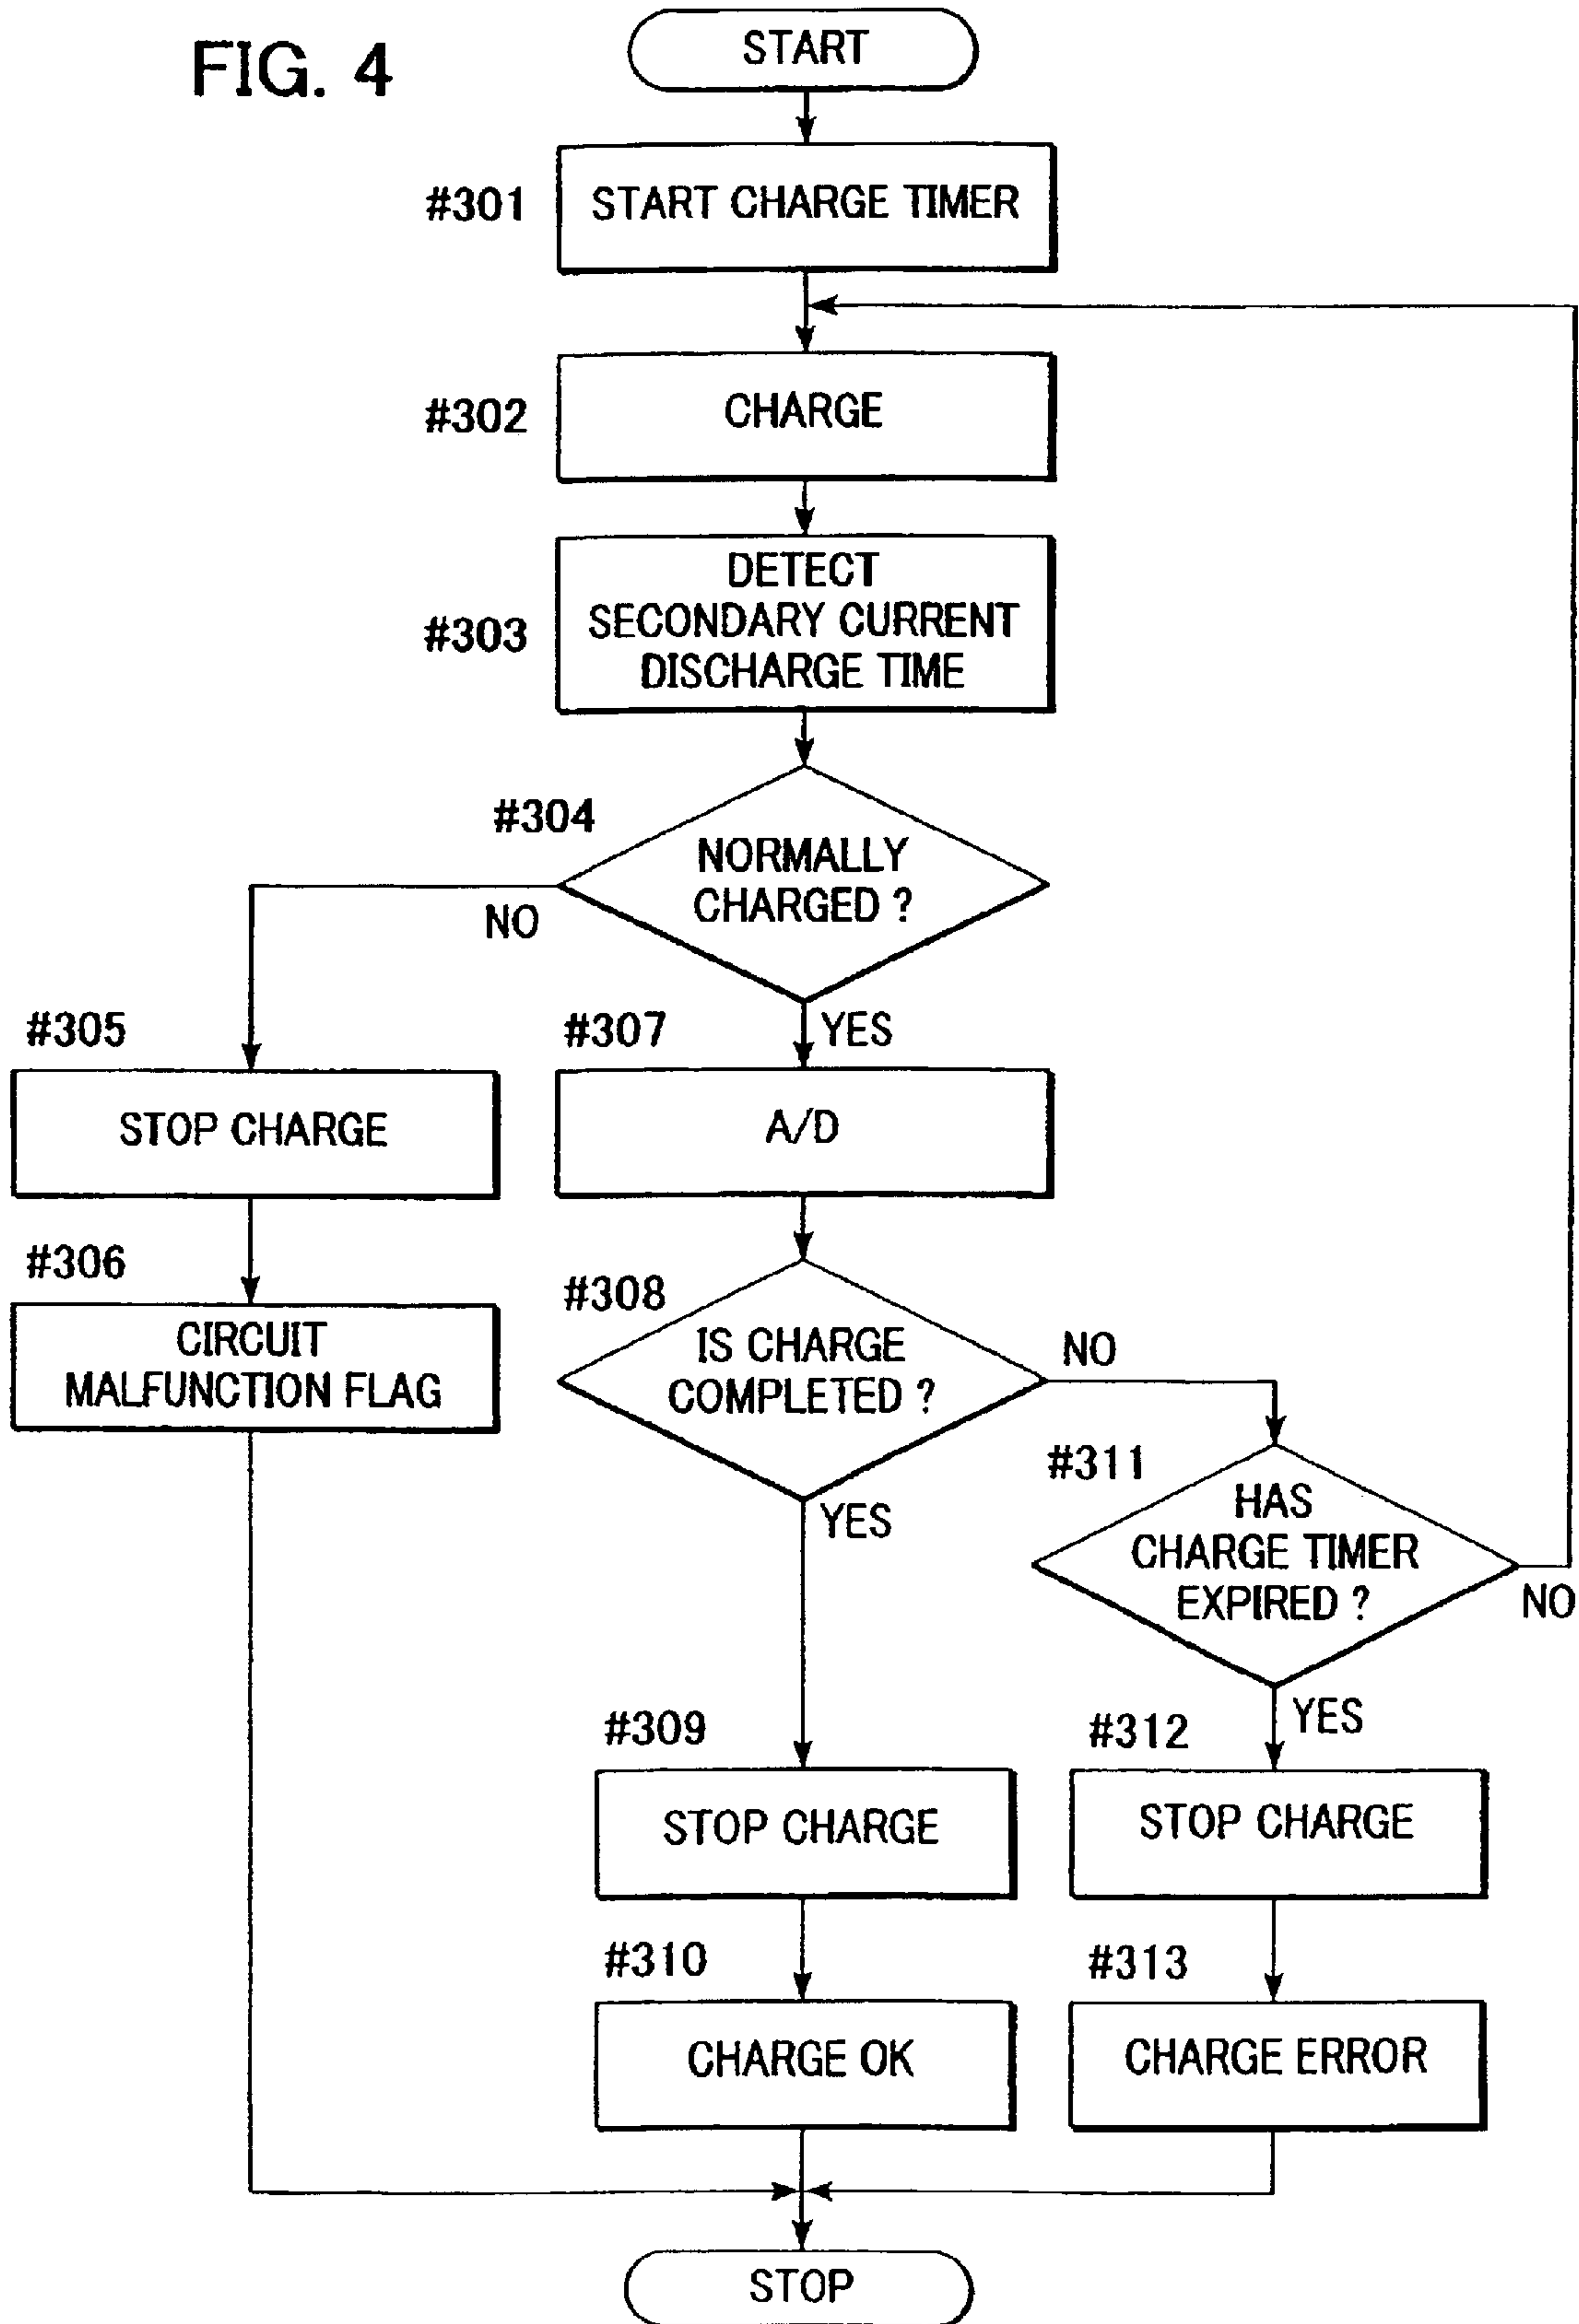 FIG. 4
START
#301
START CHARGE TIMER
#302
CHARGE
#303
DETECT
SECONDARY CURRENT
DISCHARGE TIME
#304
NORMALLY
CHARGED ?
NO
YES
#305
STOP CHARGE
#306
CIRCUIT
MALFUNCTION FLAG
#307
A/D
#308
IS CHARGE
COMPLETED ?
NO
YES
#311
HAS
CHARGE TIMER
EXPIRED ?
NO
YES
#309
STOP CHARGE
#310
CHARGE OK
#312
STOP CHARGE
#313
CHARGE ERROR
STOP